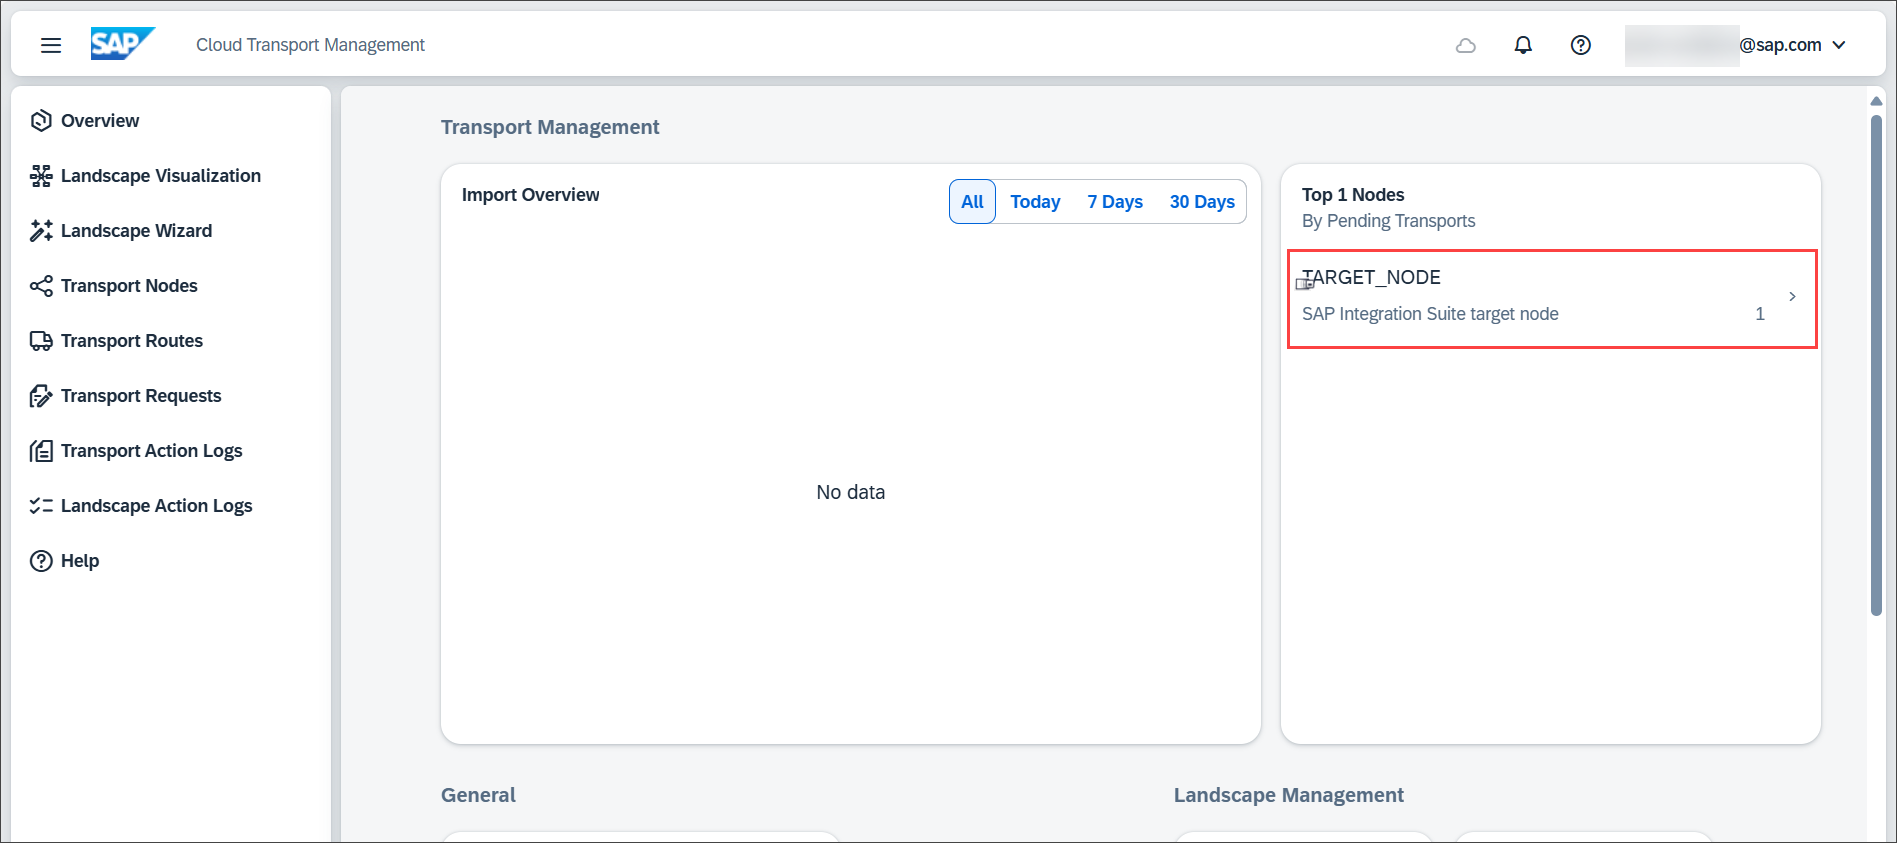 SAP Cloud Transport Management @sap.com
Overview
Landscape Visualization
Landscape Wizard
Transport Nodes
Transport Routes
Transport Requests
Transport Action Logs
Landscape Action Logs
Help
Transport Management
Import Overview
All Today 7 Days 30 Days
No data
Top 1 Nodes
By Pending Transports
TARGET_NODE
SAP Integration Suite target node 1
General
Landscape Management